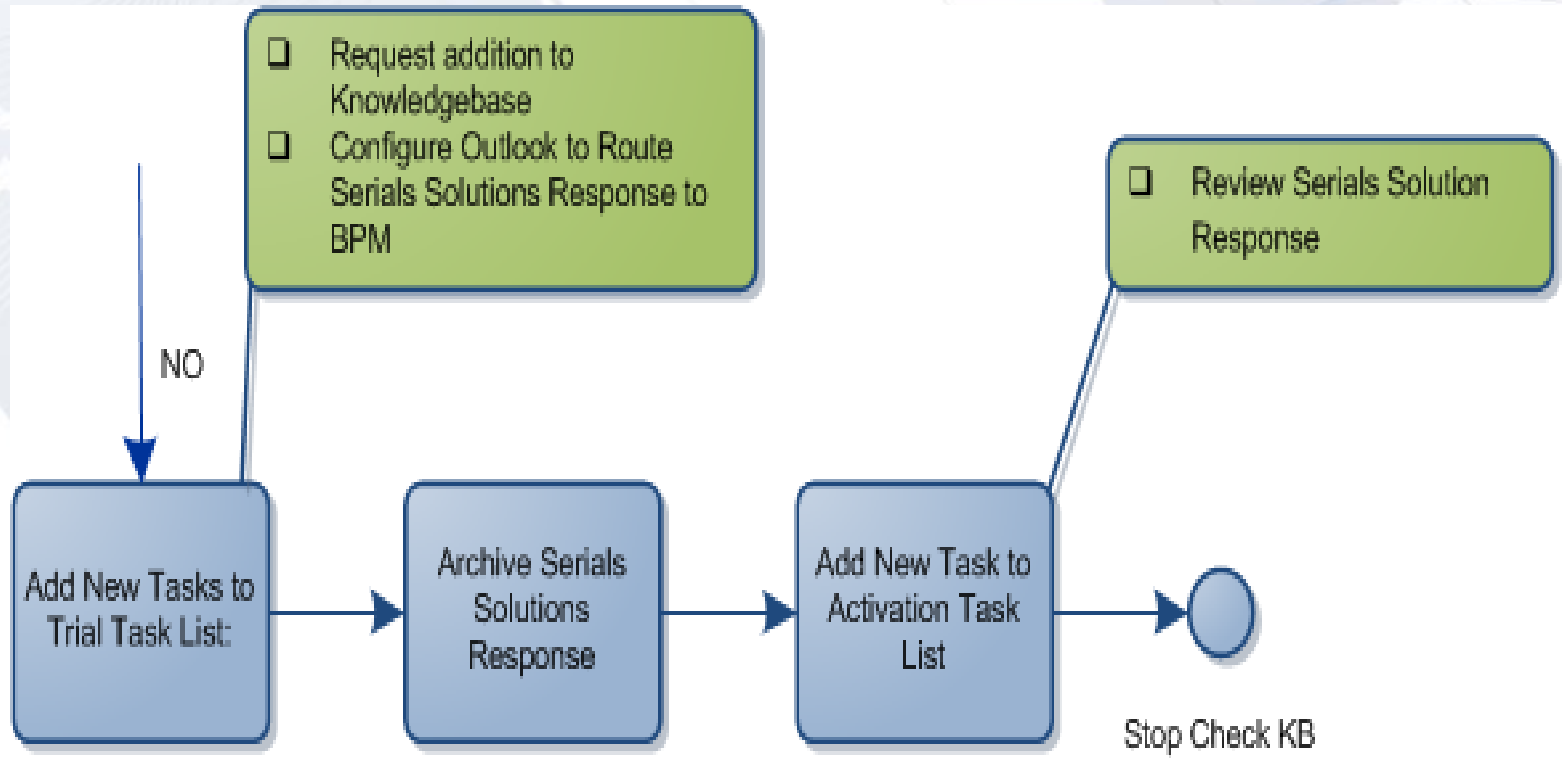 ❑ Request addition to
Knowledgebase
❑ Configure Outlook to Route
Serials Solutions Response to
BPM
❑ Review Serials Solution
Response
NO
Add New Tasks to
Trial Task List:
Archive Serials
Solutions
Response
Add New Task to
Activation Task
List
Stop Check KB